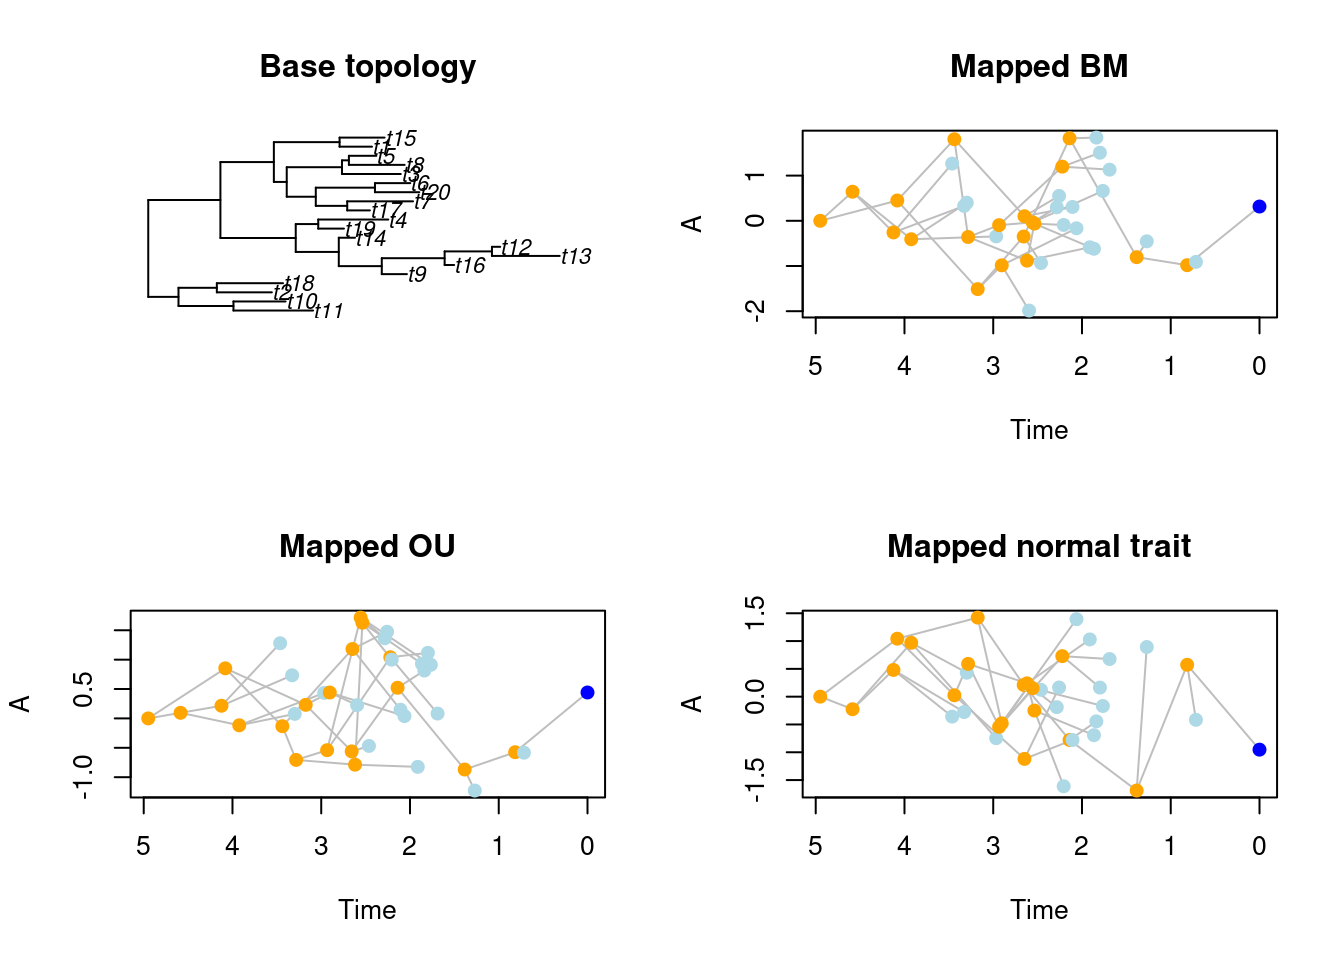 Base topology
t15
t1
t5
t8
t3
t6
t20
t7
t17
t4
t19
t14
t12
t13
t16
t9
t18
t2
t10
t11
Mapped BM
A
1
0
-2
5 4 3 2 1 0
Time
Mapped OU
A
0.5
-1.0
5 4 3 2 1 0
Time
Mapped normal trait
A
1.5
0.0
-1.5
5 4 3 2 1 0
Time